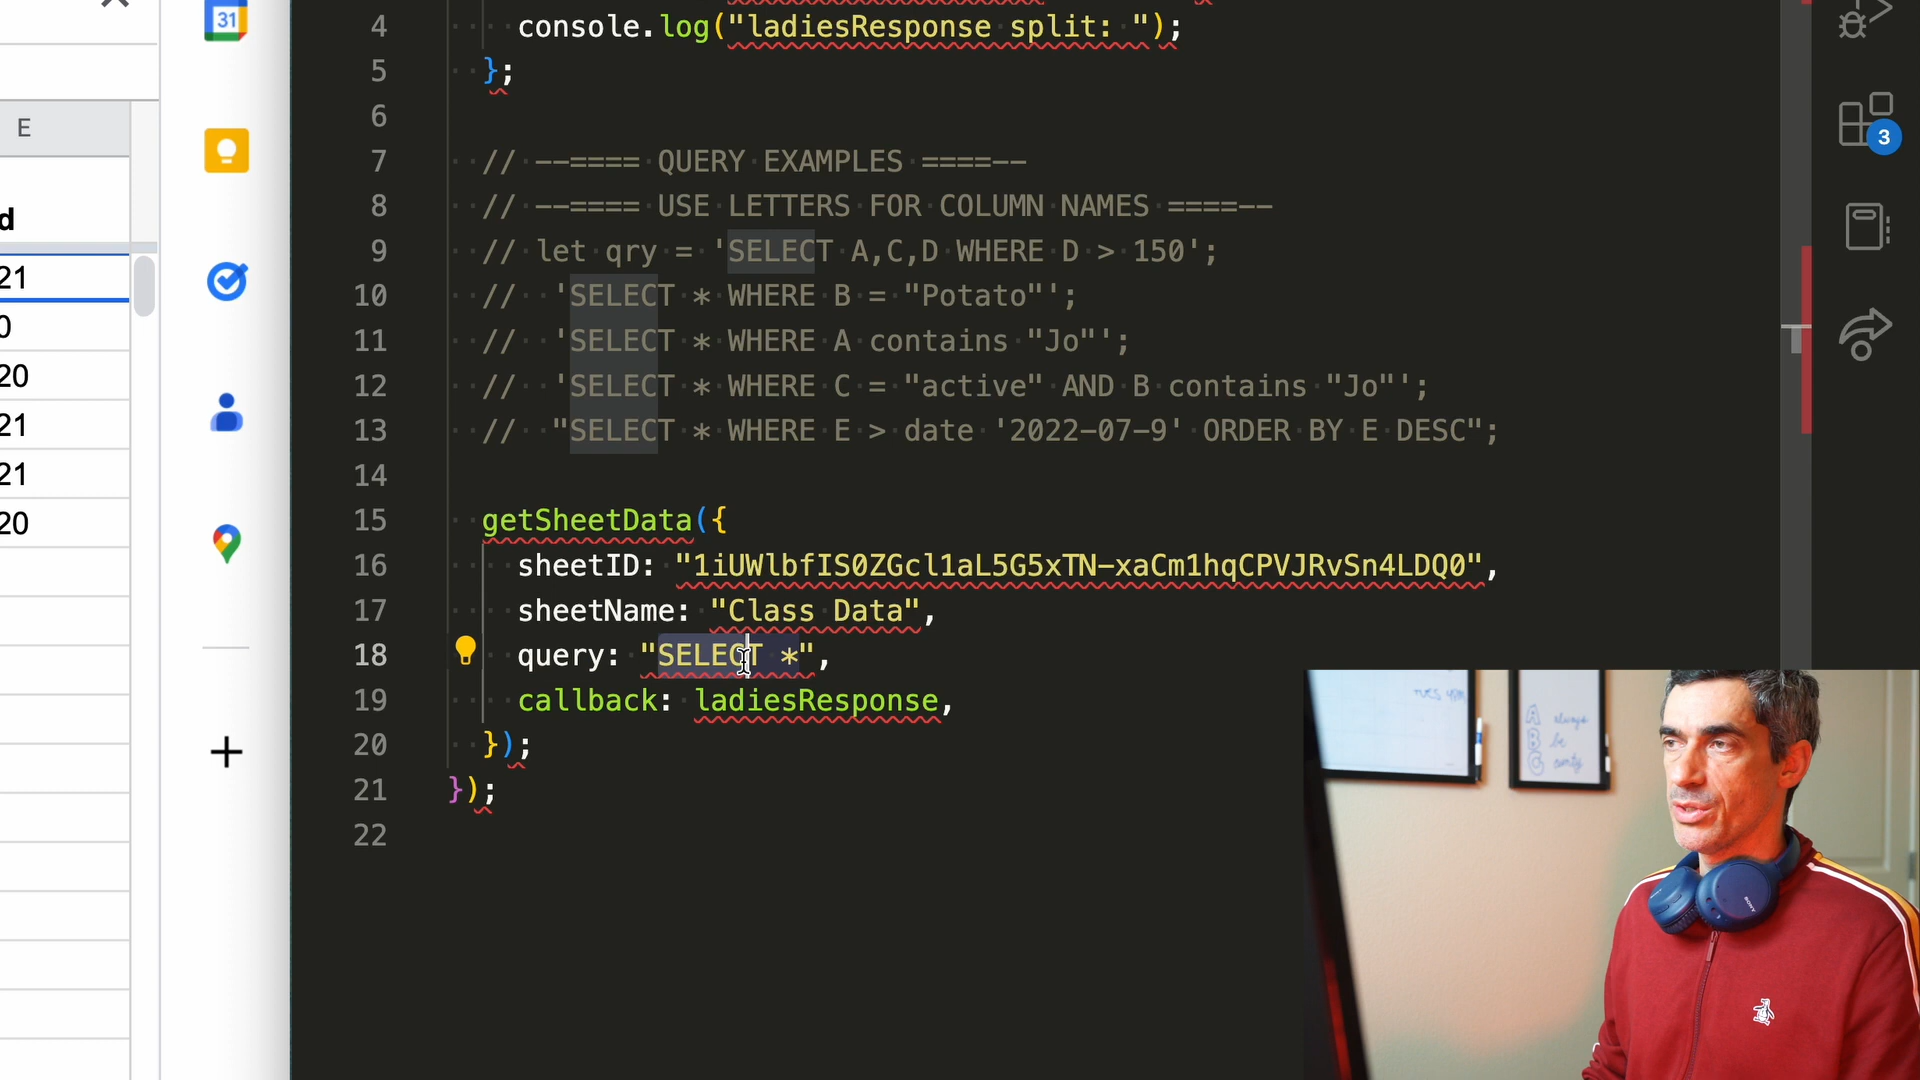 31
E
d
21
0
20
21
21
20
4 console.log("ladiesResponse split: ");
5 };
6
7 // --==== QUERY EXAMPLES ====--
8 // --==== USE LETTERS FOR COLUMN NAMES ====--
9 // let qry = 'SELECT A,C,D WHERE D > 150';
10 // 'SELECT * WHERE B = "Potato"';
11 // 'SELECT * WHERE A contains "Jo"';
12 // 'SELECT * WHERE C = "active" AND B contains "Jo"';
13 // "SELECT * WHERE E > date '2022-07-9' ORDER BY E DESC";
14
15 getSheetData({
16 sheetID: "1iUWlbfIS0ZGcl1aL5G5xTN-xaCm1hqCPVJRvSn4LDQ0",
17 sheetName: "Class Data",
18 query: "SELECT *",
19 callback: ladiesResponse,
20 });
21 });
22
3
A always
B be
C
SONY